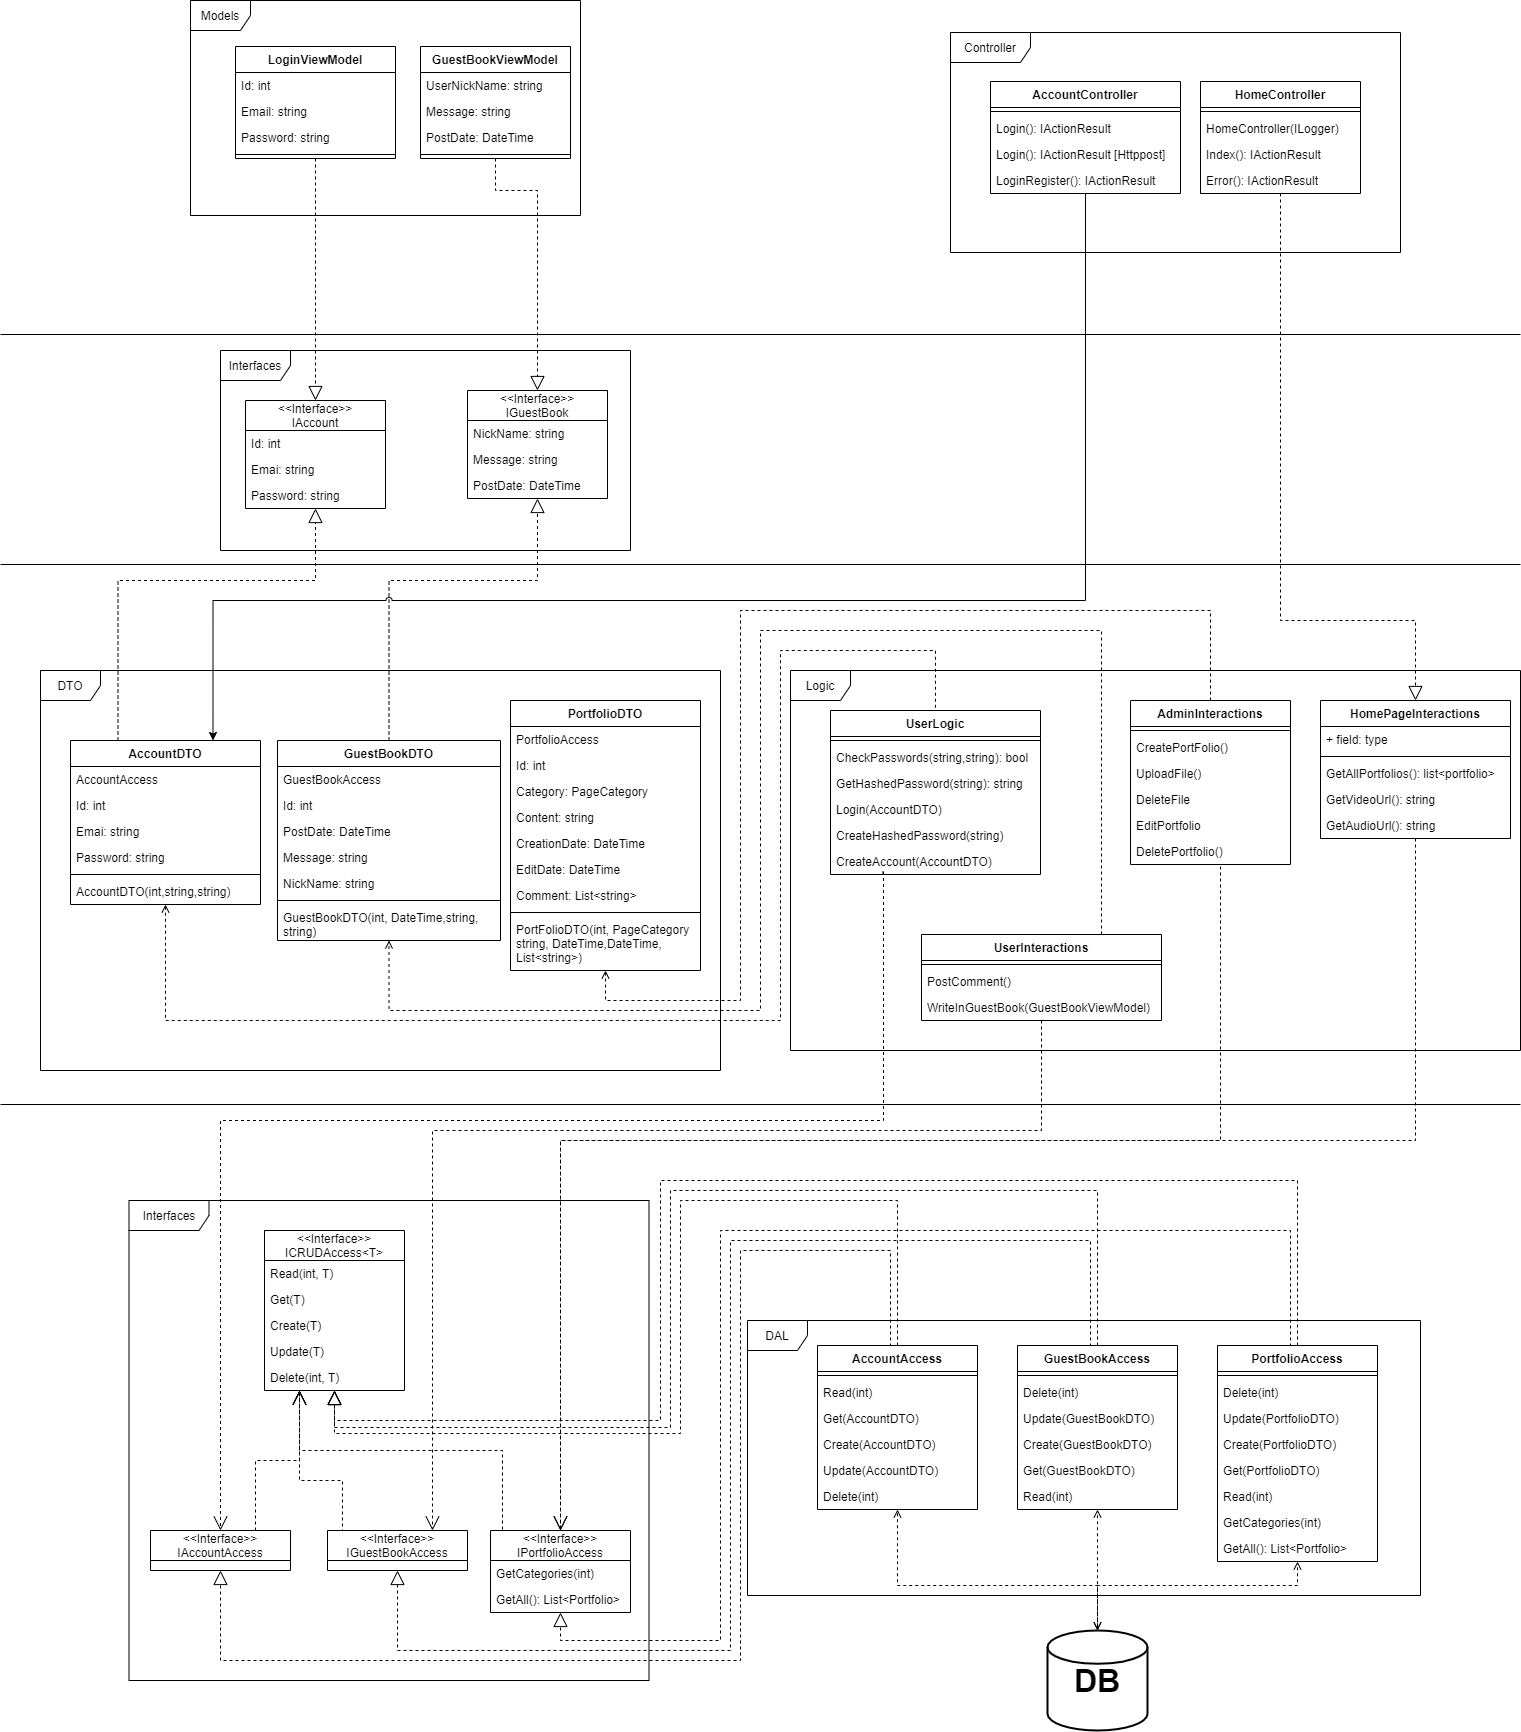 Models
LoginViewModel
Id: int
Email: string
Password: string
GuestBookViewModel
UserNickName: string
Message: string
PostDate: DateTime
Controller
AccountController
Login(): IActionResult
Login(): IActionResult [Httppost]
LoginRegister(): IActionResult
HomeController
HomeController(ILogger)
Index(): IActionResult
Error(): IActionResult
Interfaces
<<Interface>>
IAccount
Id: int
Emai: string
Password: string
<<Interface>>
IGuestBook
NickName: string
Message: string
PostDate: DateTime
DTO
AccountDTO
AccountAccess
Id: int
Emai: string
Password: string
AccountDTO(int,string,string)
GuestBookDTO
GuestBookAccess
Id: int
PostDate: DateTime
Message: string
NickName: string
GuestBookDTO(int, DateTime,string,
string)
PortfolioDTO
PortfolioAccess
Id: int
Category: PageCategory
Content: string
CreationDate: DateTime
EditDate: DateTime
Comment: List<string>
PortFolioDTO(int, PageCategory
string, DateTime,DateTime,
List<string>)
Logic
UserLogic
CheckPasswords(string,string): bool
GetHashedPassword(string): string
Login(AccountDTO)
CreateHashedPassword(string)
CreateAccount(AccountDTO)
AdminInteractions
CreatePortFolio()
UploadFile()
DeleteFile
EditPortfolio
DeletePortfolio()
HomePageInteractions
+ field: type
GetAllPortfolios(): list<portfolio>
GetVideoUrl(): string
GetAudioUrl(): string
UserInteractions
PostComment()
WriteInGuestBook(GuestBookViewModel)
Interfaces
<<Interface>>
ICRUDAccess<T>
Read(int, T)
Get(T)
Create(T)
Update(T)
Delete(int, T)
<<Interface>>
IAccountAccess
<<Interface>>
IGuestBookAccess
<<Interface>>
IPortfolioAccess
GetCategories(int)
GetAll(): List<Portfolio>
DAL
AccountAccess
Read(int)
Get(AccountDTO)
Create(AccountDTO)
Update(AccountDTO)
Delete(int)
GuestBookAccess
Delete(int)
Update(GuestBookDTO)
Create(GuestBookDTO)
Get(GuestBookDTO)
Read(int)
PortfolioAccess
Delete(int)
Update(PortfolioDTO)
Create(PortfolioDTO)
Get(PortfolioDTO)
Read(int)
GetCategories(int)
GetAll(): List<Portfolio>
DB